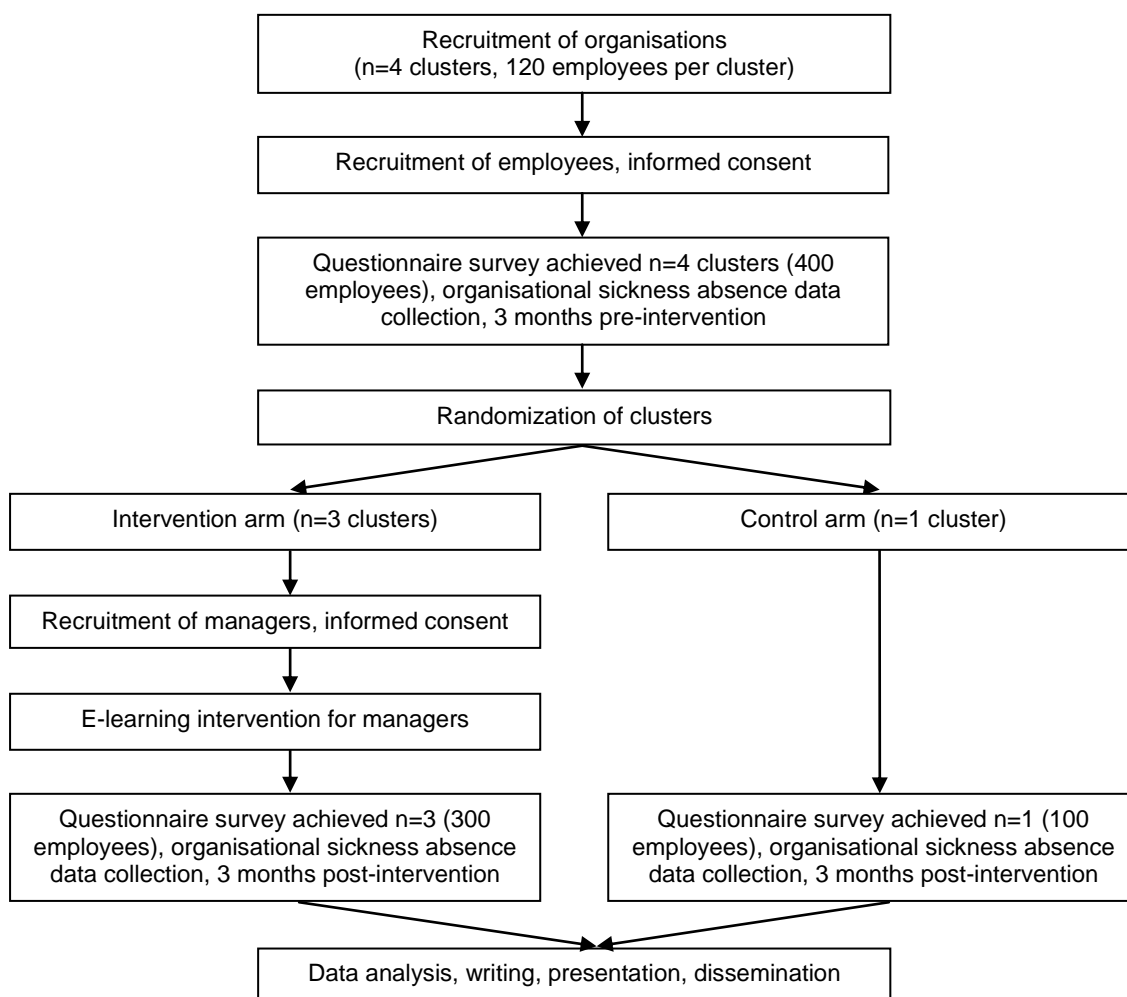 Recruitment of organisations
(n=4 clusters, 120 employees per cluster)
Recruitment of employees, informed consent
Questionnaire survey achieved n=4 clusters (400
employees), organisational sickness absence data
collection, 3 months pre-intervention
Randomization of clusters
Intervention arm (n=3 clusters)
Control arm (n=1 cluster)
Recruitment of managers, informed consent
E-learning intervention for managers
Questionnaire survey achieved n=3 (300
employees), organisational sickness absence
data collection, 3 months post-intervention
Questionnaire survey achieved n=1 (100
employees), organisational sickness absence
data collection, 3 months post-intervention
Data analysis, writing, presentation, dissemination